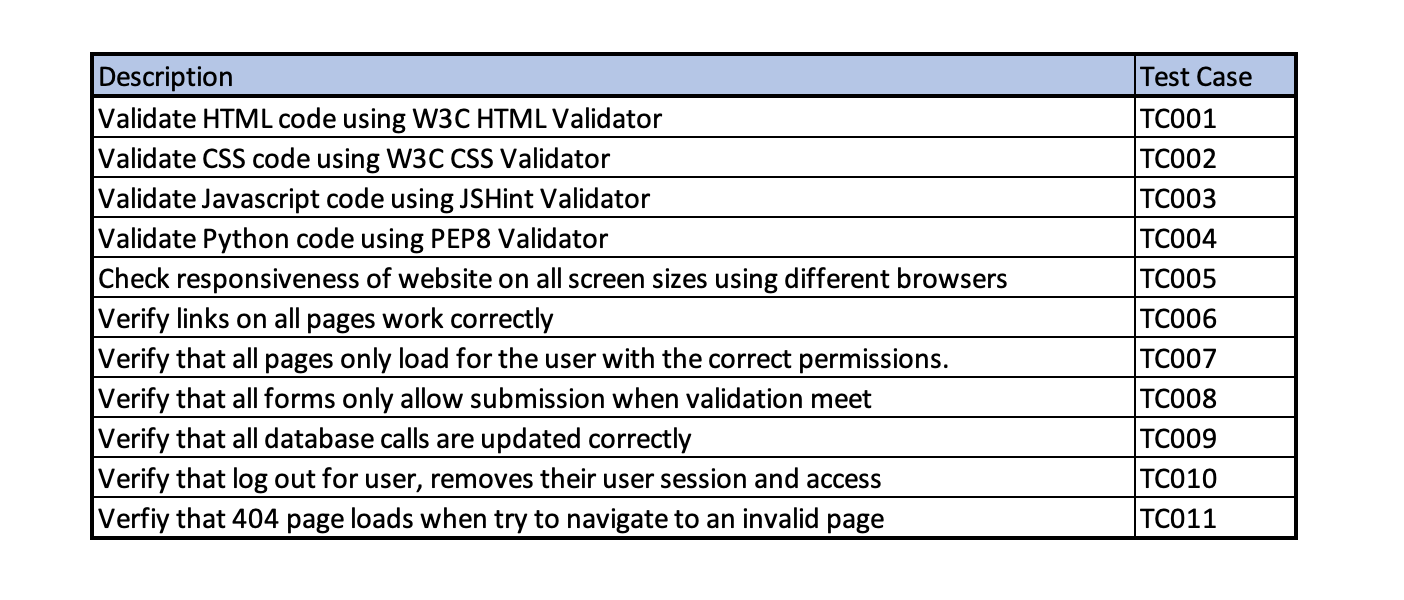 Description Test Case
Validate HTML code using W3C HTML Validator TC001
Validate CSS code using W3C CSS Validator TC002
Validate Javascript code using JSHint Validator TC003
Validate Python code using PEP8 Validator TC004
Check responsiveness of website on all screen sizes using different browsers TC005
Verify links on all pages work correctly TC006
Verify that all pages only load for the user with the correct permissions. TC007
Verify that all forms only allow submission when validation meet TC008
Verify that all database calls are updated correctly TC009
Verify that log out for user, removes their user session and access TC010
Verfiy that 404 page loads when try to navigate to an invalid page TC011